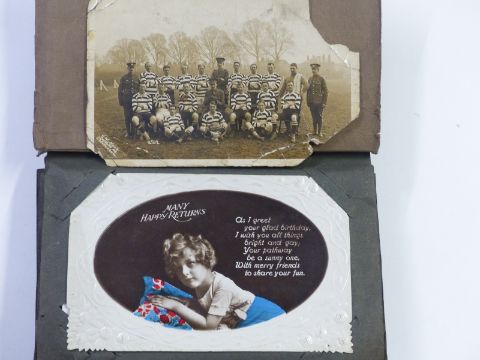 MANY
HAPPY RETURNS
As I greet
your glad birthday,
I wish you all things
bright and gay;
Your pathway
be a sunny one,
With merry friends
to share your fun.